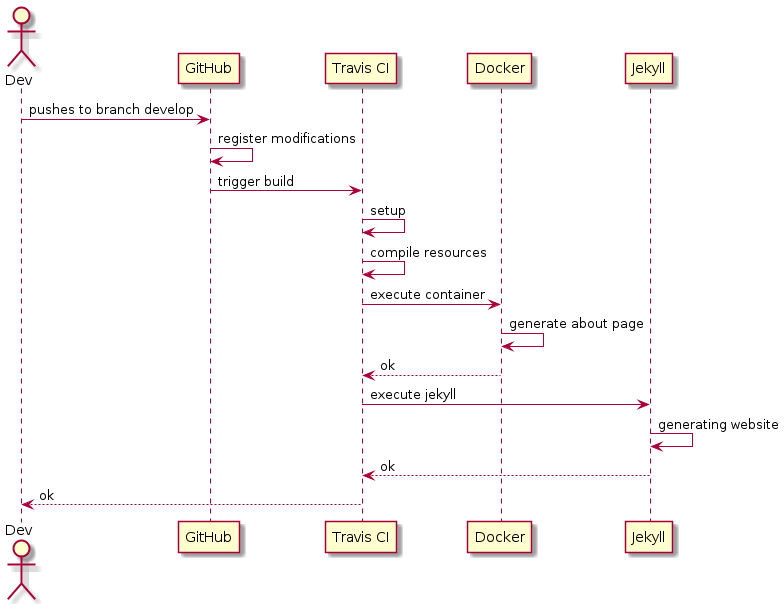 Dev
GitHub
Travis CI
Docker
Jekyll
pushes to branch develop
register modifications
trigger build
setup
compile resources
execute container
generate about page
ok
execute jekyll
generating website
ok
ok
Dev
GitHub
Travis CI
Docker
Jekyll